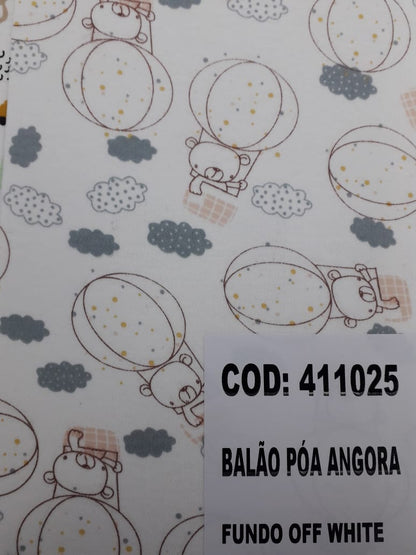 COD: 411025
BALÃO PÓA ANGORA
FUNDO OFF WHITE